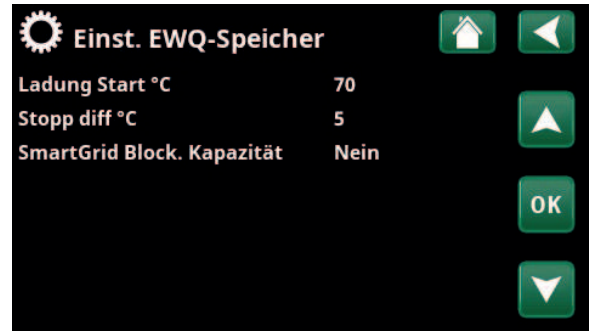 Einst. EWQ-Speicher
Ladung Start °C 70
Stopp diff °C 5
SmartGrid Block. Kapazität Nein
OK